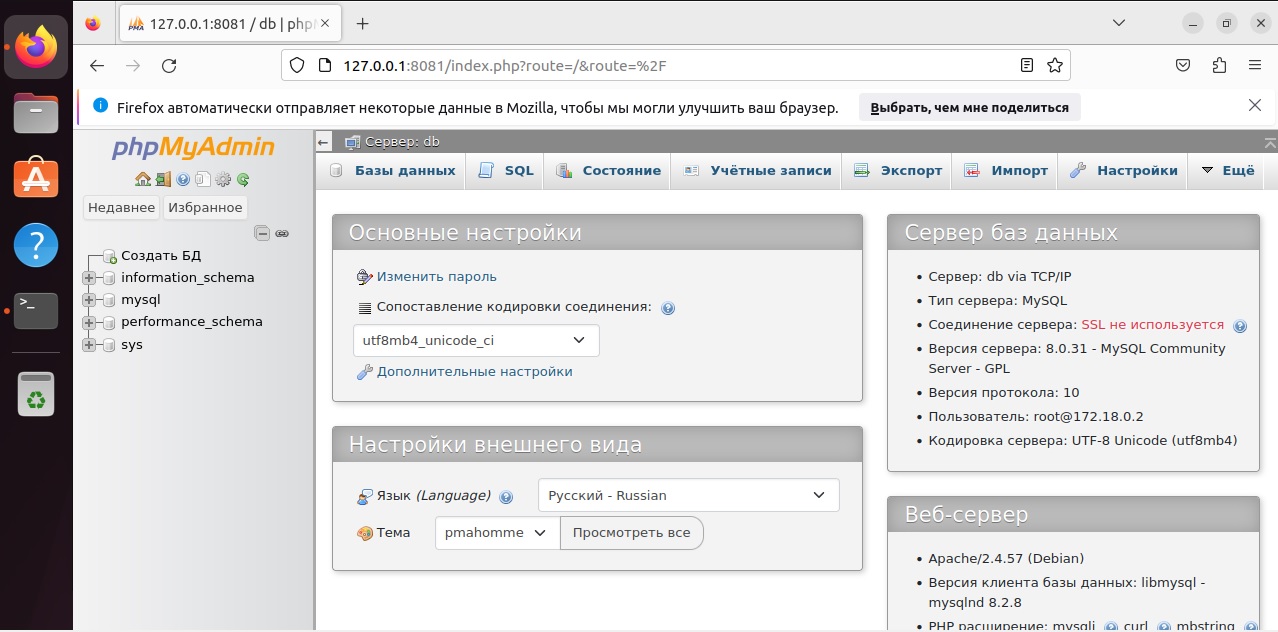 127.0.0.1:8081 / db | php
127.0.0.1:8081/index.php?route=/&route=%2F
Firefox автоматически отправляет некоторые данные в Mozilla, чтобы мы могли улучшить ваш браузер. Выбрать, чем мне поделиться
phpMyAdmin
Недавнее Избранное
Создать БД
information_schema
mysql
performance_schema
sys
Сервер: db
Базы данных SQL Состояние Учётные записи Экспорт Импорт Настройки Ещё
Основные настройки
Изменить пароль
Сопоставление кодировки соединения:
utf8mb4_unicode_ci
Дополнительные настройки
Настройки внешнего вида
Язык (Language) Русский - Russian
Тема pmahomme Просмотреть все
Сервер баз данных
• Сервер: db via TCP/IP
• Тип сервера: MySQL
• Соединение сервера: SSL не используется
• Версия сервера: 8.0.31 - MySQL Community
Server - GPL
• Версия протокола: 10
• Пользователь: root@172.18.0.2
• Кодировка сервера: UTF-8 Unicode (utf8mb4)
Веб-сервер
• Apache/2.4.57 (Debian)
• Версия клиента базы данных: libmysql -
mysqlnd 8.2.8
• PHP расширение: mysqli curl mbstring